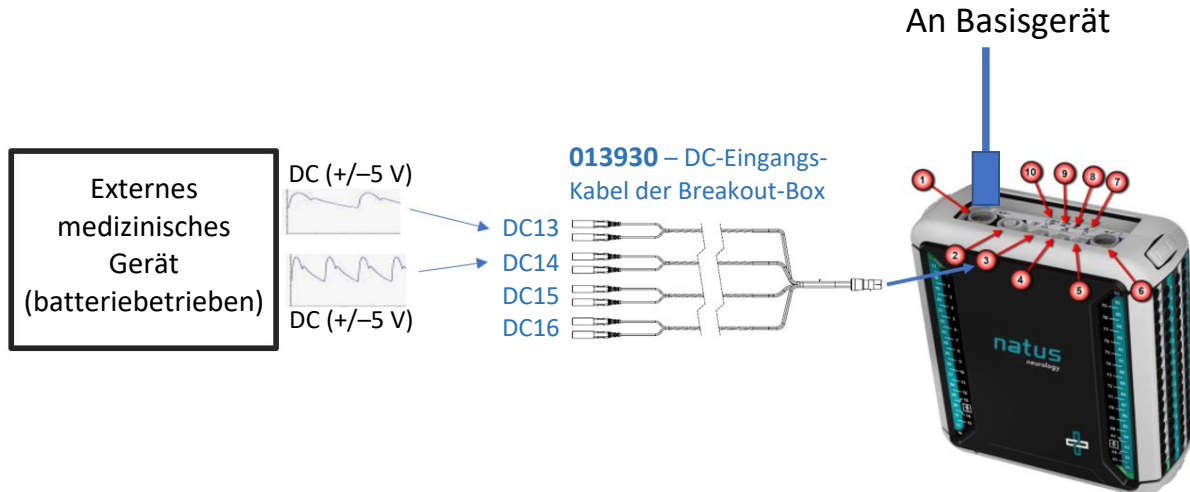 An Basisgerät
Externes
medizinisches
Gerät
(batteriebetrieben)
DC (+/–5 V)
DC (+/–5 V)
013930 – DC-Eingangs-
Kabel der Breakout-Box
DC13
DC14
DC15
DC16
1
10
9
8
7
2
3
4
5
6
natus
neurology